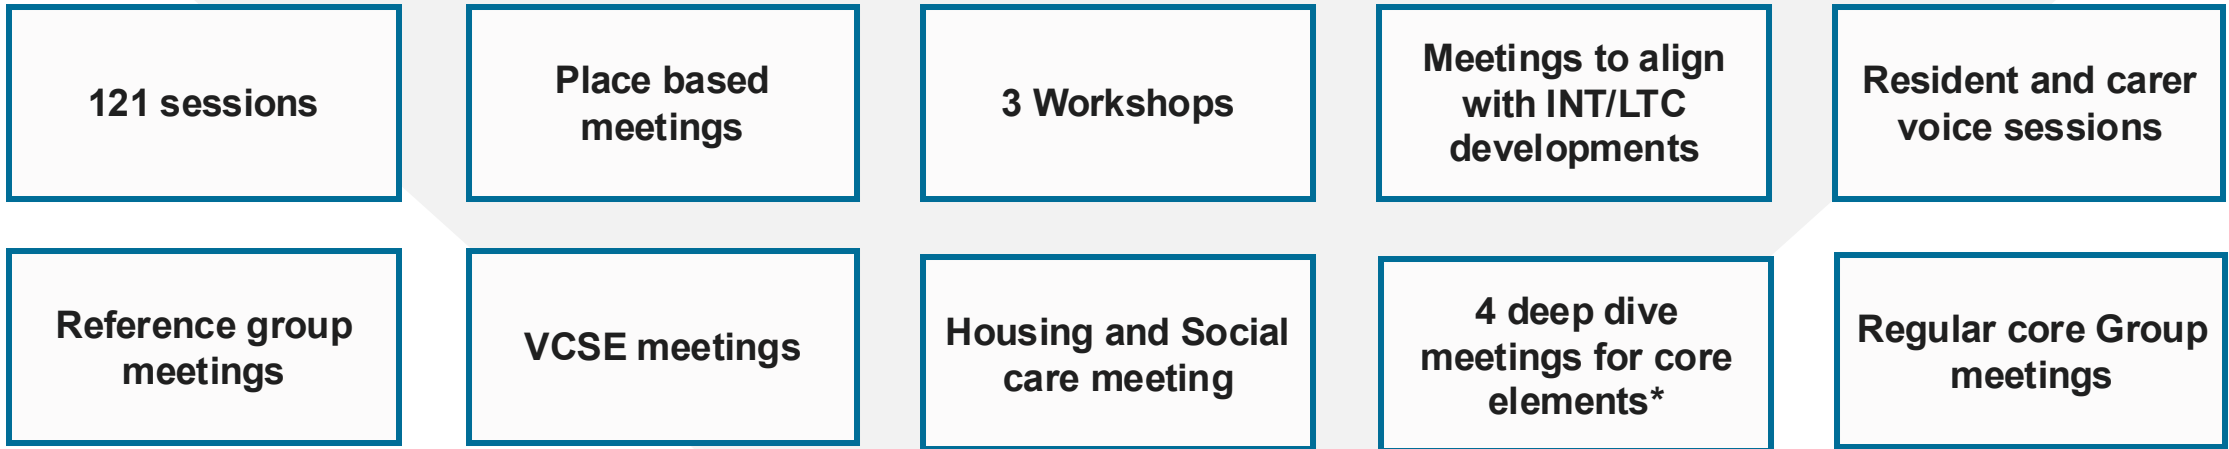 121 sessions
Place based
meetings
3 Workshops
Meetings to align
with INT/LTC
developments
Resident and carer
voice sessions
Reference group
meetings
VCSE meetings
Housing and Social
care meeting
4 deep dive
meetings for core
elements*
Regular core Group
meetings